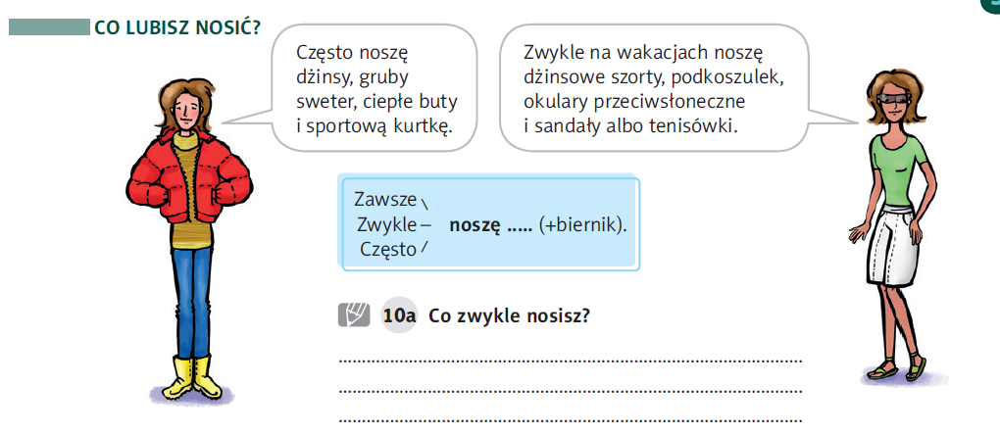 CO LUBISZ NOSIĆ?
Często noszę
dżinsy, gruby
sweter, ciepłe buty
i sportową kurtkę.
Zwykle na wakacjach noszę
dżinsowe szorty, podkoszulek,
okulary przeciwsłoneczne
i sandały albo tenisówki.
Zawsze \
Zwykle – noszę ..... (+biernik).
Często /
10a Co zwykle nosisz?